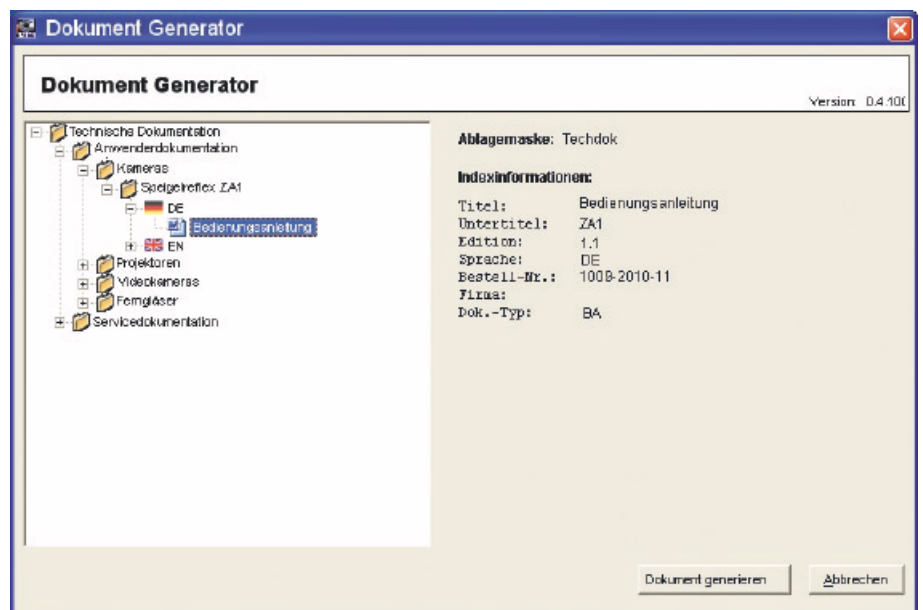 Dokument Generator
Dokument Generator
Version: 0.4.10(
Technische Dokumentation
Anwenderdokumentation
Kameras
Speigelreflex ZA1
DE
Bedienungsanleitung
EN
Projektoren
Videokameras
Ferngläser
Servicedokumentation
Ablagemaske: Techdok
Indexinformationen:
Titel: Bedienungsanleitung
Untertitel: ZA1
Edition: 1.1
Sprache: DE
Bestell-Nr.: 1008-2010-11
Firma:
Dok.-Typ: BA
Dokument generieren
Abbrechen